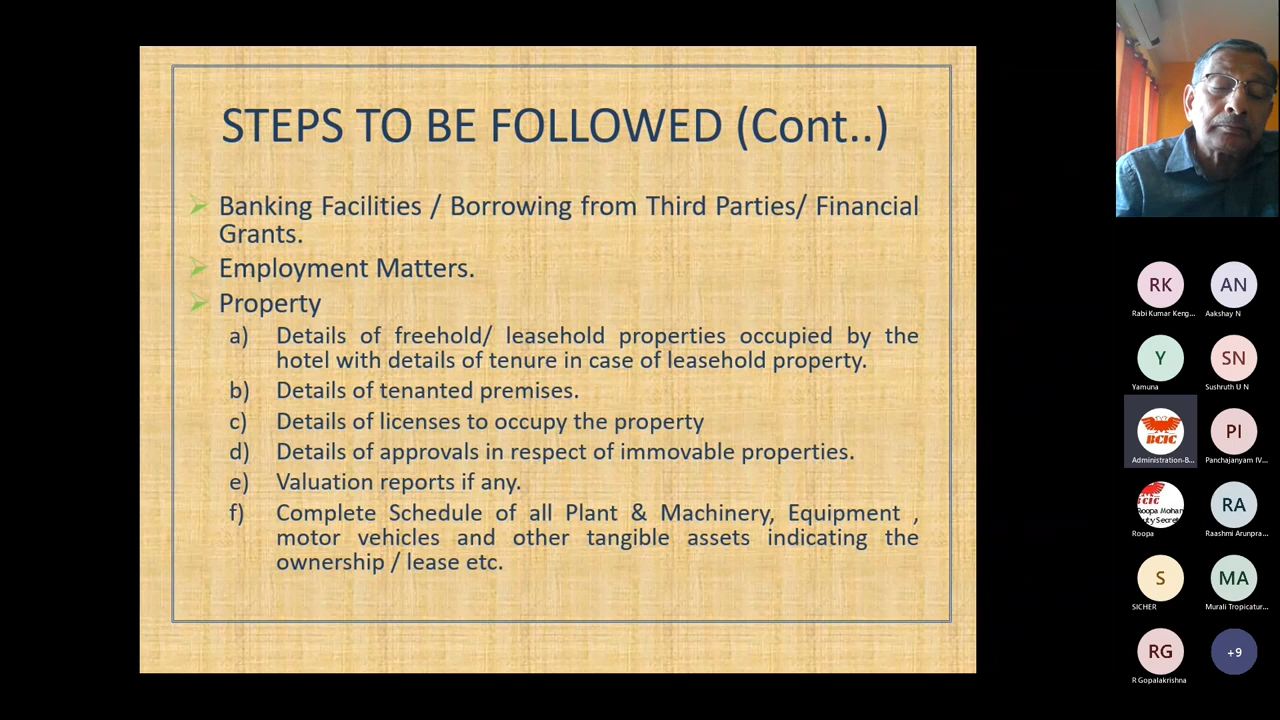 STEPS TO BE FOLLOWED (Cont..)
Banking Facilities / Borrowing from Third Parties/ Financial
Grants.
Employment Matters.
Property
a) Details of freehold/ leasehold properties occupied by the
hotel with details of tenure in case of leasehold property.
b) Details of tenanted premises.
c) Details of licenses to occupy the property
d) Details of approvals in respect of immovable properties.
e) Valuation reports if any.
f) Complete Schedule of all Plant & Machinery, Equipment ,
motor vehicles and other tangible assets indicating the
ownership / lease etc.
RK AN
Rabi Kumar Keng... Aakshay N
Y SN
Yamuna Sushruth U N
BCIC PI
Administration-B... Panchajanyam IV...
Roopa Mohan
uty Secret
RA
Roopa Raashmi Arunpra...
S MA
SICHER Murali Tropicatur...
RG +9
R Gopalakrishna